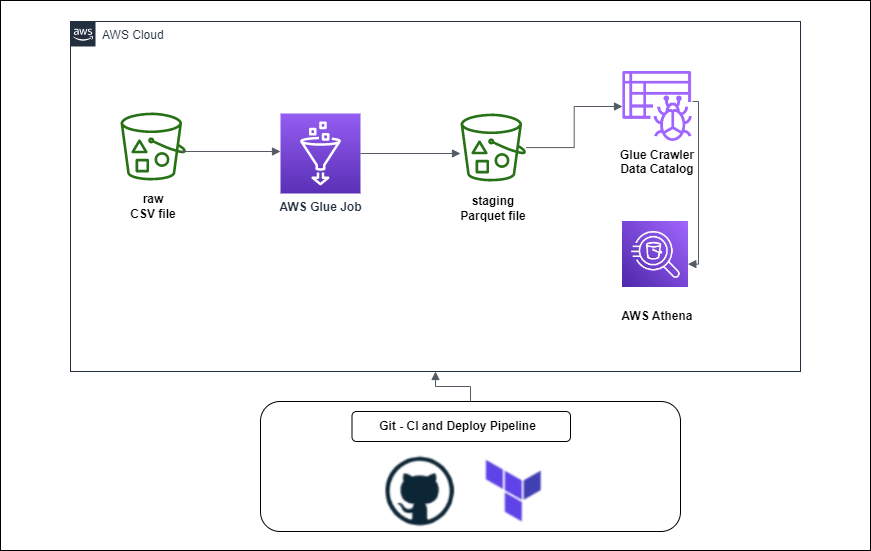 aws
AWS Cloud
raw
CSV file
AWS Glue Job
staging
Parquet file
Glue Crawler
Data Catalog
AWS Athena
Git - CI and Deploy Pipeline